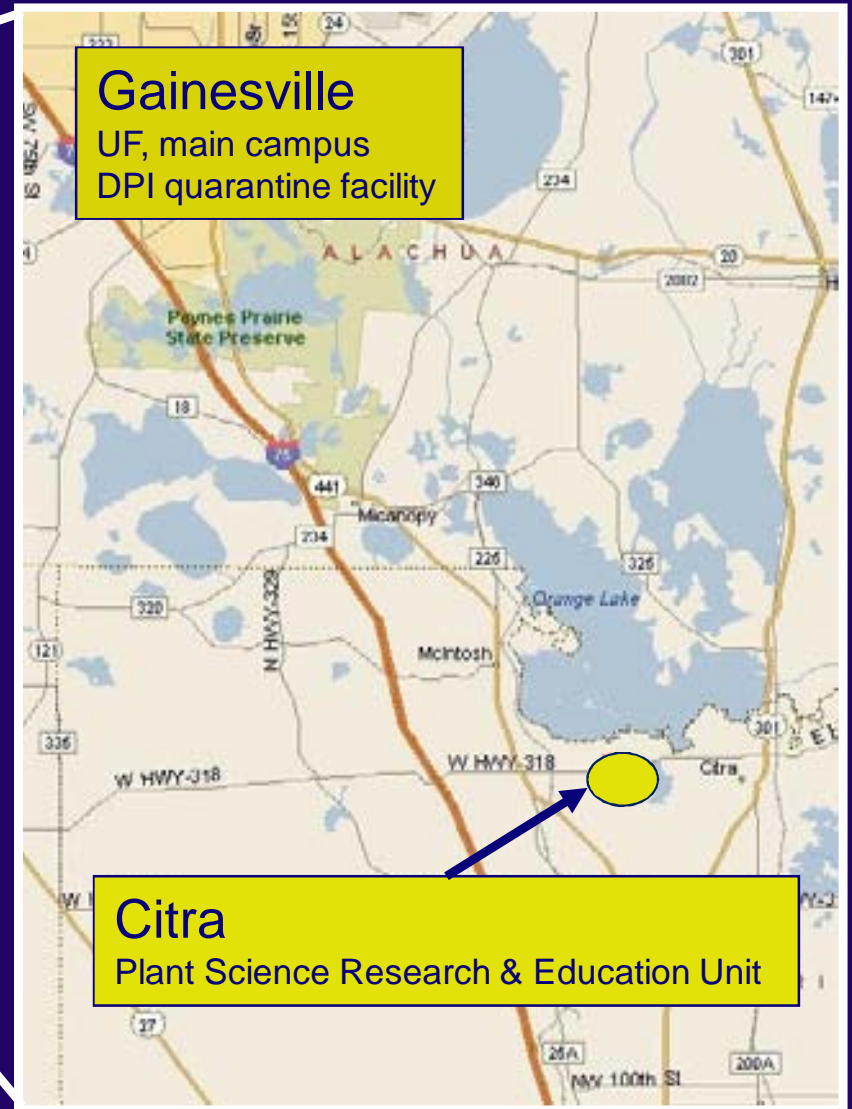 24
301
Gainesville
UF, main campus
DPI quarantine facility
234
ALACHUA
20
2082
Paynes Prairie
State Preserve
18
75
441
346
Micanopy
234
225
326
Orange Lake
320
N HWY-329
121
McIntosh
336
301
W HWY-318
W HWY-318
Citra
Citra
Plant Science Research & Education Unit
27
25A
200A
NW 100th St